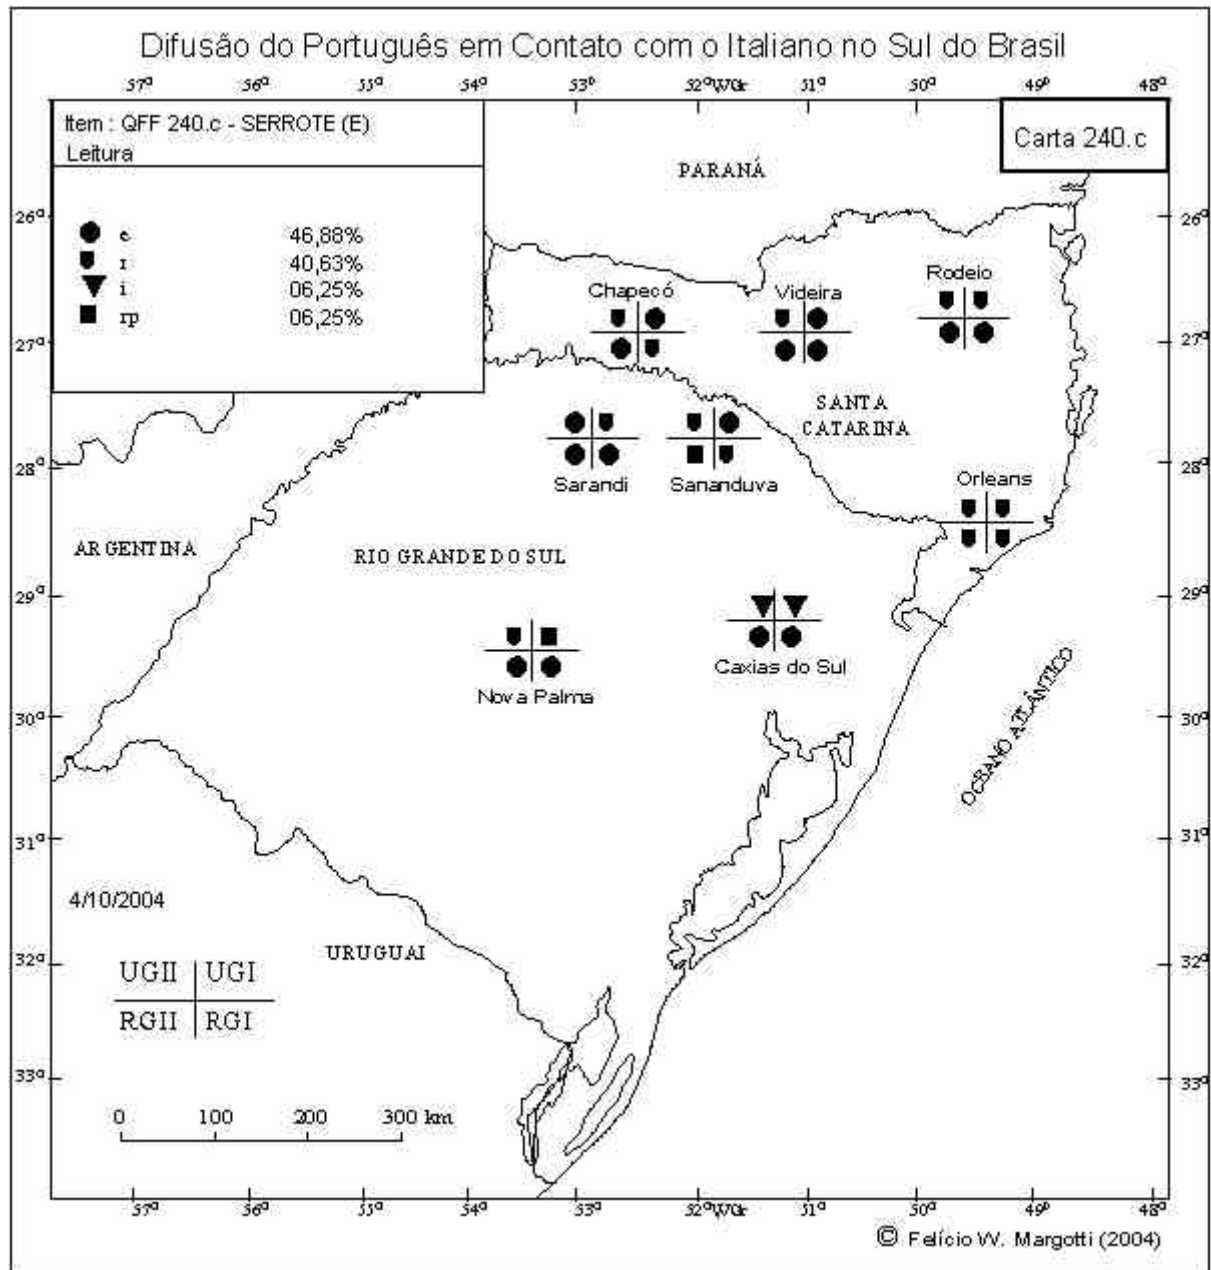 Difusão do Português em Contato com o Italiano no Sul do Brasil
57º 56º 55º 54º 53º 52º WGr 51º 50º 49º 48º
Item : QFF 240.c - SERROTE (E)
Leitura
Carta 240.c
PARANÁ
e 46,88%
ɪ 40,63%
i 06,25%
rp 06,25%
26º 26º
Rodeio
Chapecó Videira
27º 27º
SANTA
CATARINA
28º 28º
Sarandi Sananduva
Orleans
ARGENTINA
RIO GRANDE DO SUL
29º 29º
Caxias do Sul
Nova Palma
OCEANO ATLÂNTICO
30º 30º
31º 31º
4/10/2004
URUGUAI
32º 32º
UGII UGI
RGII RGI
33º 33º
0 100 200 300 km
57º 56º 55º 54º 53º 52º WGr 51º 50º 49º 48º
© Felício W. Margotti (2004)